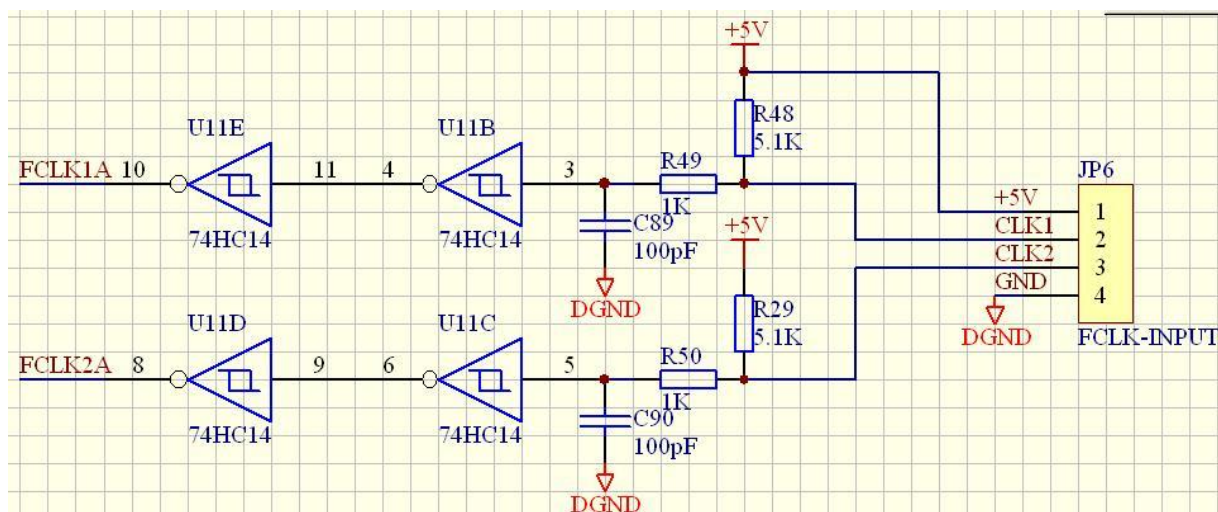 +5V
U11E
U11B
R48
5.1K
FCLK1A 10
11
4
3
R49
1K
JP6
+5V 1
CLK1 2
CLK2 3
GND 4
74HC14
74HC14
C89
100pF
+5V
DGND
DGND
FCLK-INPUT
U11D
U11C
R29
5.1K
FCLK2A 8
9
6
5
R50
1K
74HC14
74HC14
C90
100pF
DGND